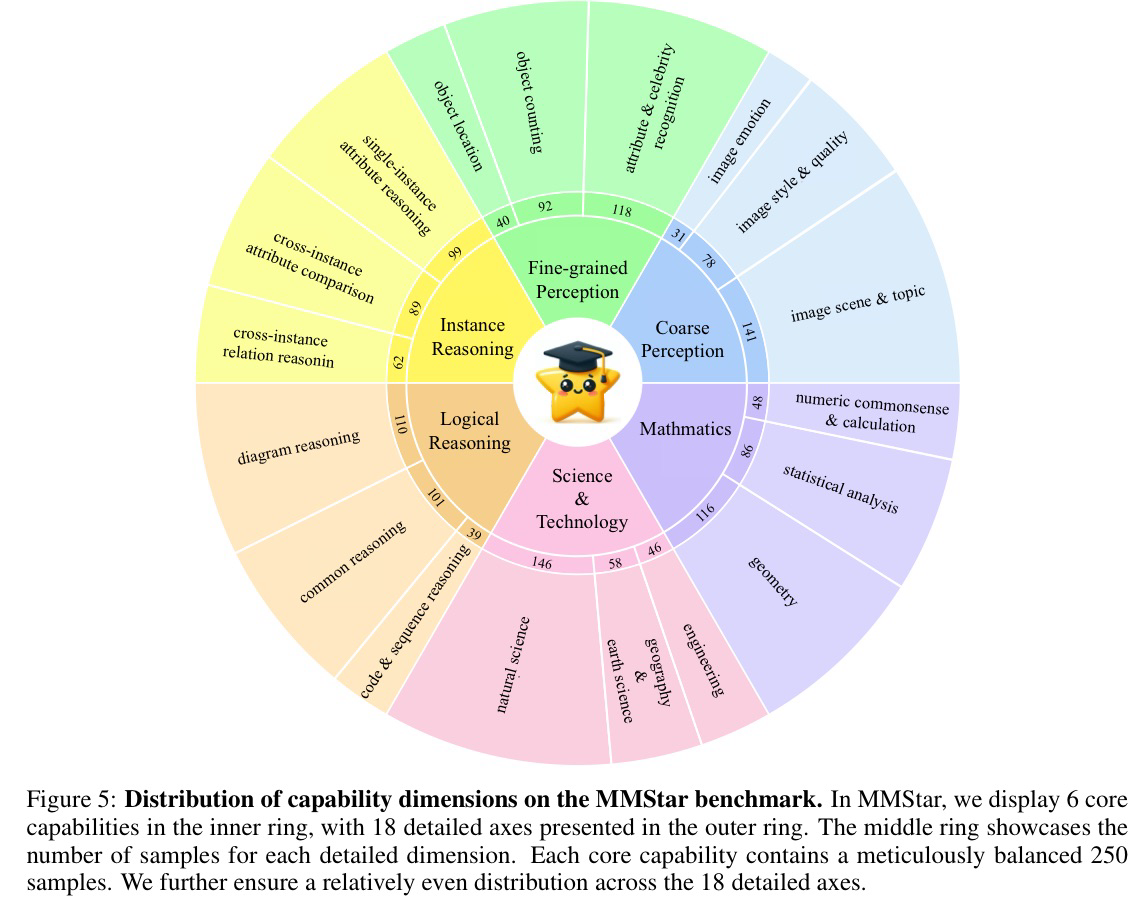 object location
object counting
attribute & celebrity
recognition
image emotion
image style & quality
image scene & topic
single-instance
attribute reasoning
cross-instance
attribute comparison
cross-instance
relation reasonin
40
92
118
31
78
141
99
89
62
Fine-grained
Perception
Coarse
Perception
Instance
Reasoning
Logical
Reasoning
Mathmatics
Science
&
Technology
48
86
116
46
58
146
39
101
110
numeric commonsense
& calculation
statistical analysis
geometry
engineering
geography
&
earth science
natural science
code & sequence reasoning
common reasoning
diagram reasoning
Figure 5: Distribution of capability dimensions on the MMStar benchmark. In MMStar, we display 6 core
capabilities in the inner ring, with 18 detailed axes presented in the outer ring. The middle ring showcases the
number of samples for each detailed dimension. Each core capability contains a meticulously balanced 250
samples. We further ensure a relatively even distribution across the 18 detailed axes.